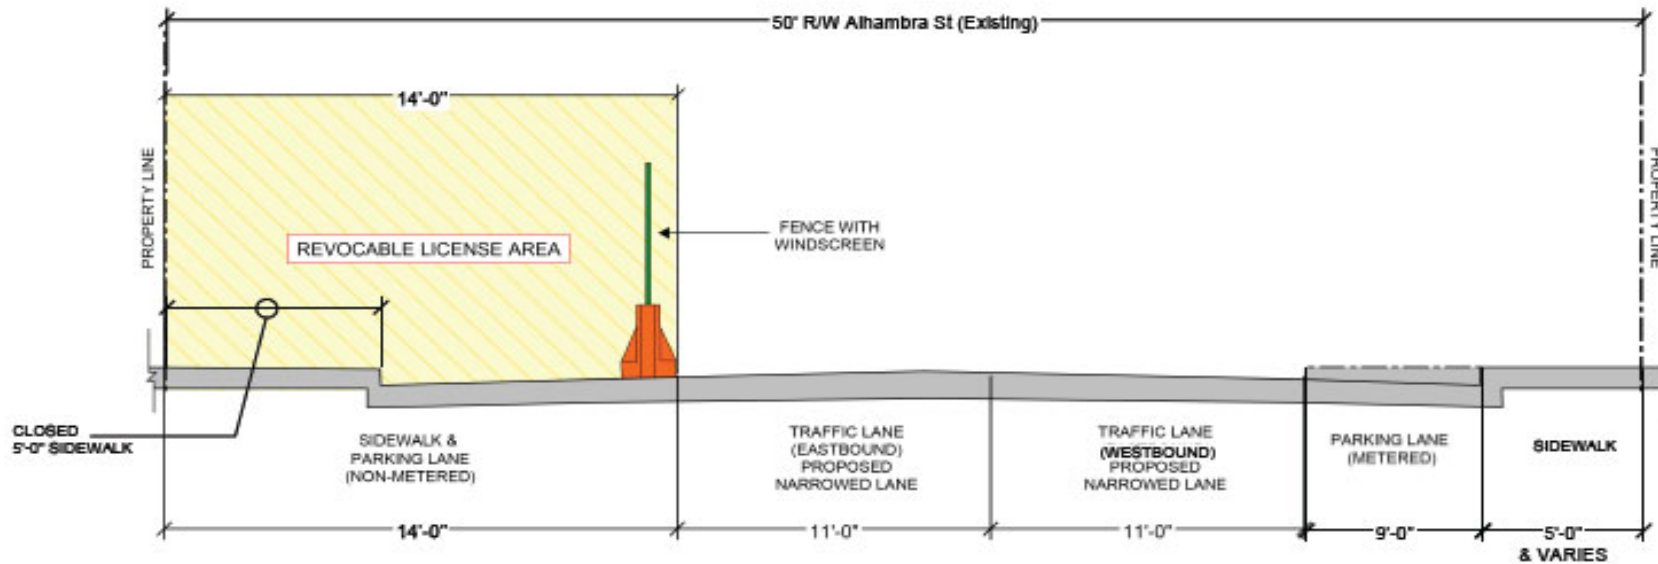 50' R/W Alhambra St (Existing)
14'-0"
PROPERTY LINE
PROPERTY LINE
FENCE WITH
WINDSCREEN
REVOCABLE LICENSE AREA
CLOSED
5'-0" SIDEWALK
SIDEWALK &
PARKING LANE
(NON-METERED)
TRAFFIC LANE
(EASTBOUND)
PROPOSED
NARROWED LANE
TRAFFIC LANE
(WESTBOUND)
PROPOSED
NARROWED LANE
PARKING LANE
(METERED)
SIDEWALK
14'-0"
11'-0"
11'-0"
9'-0"
5'-0"
& VARIES